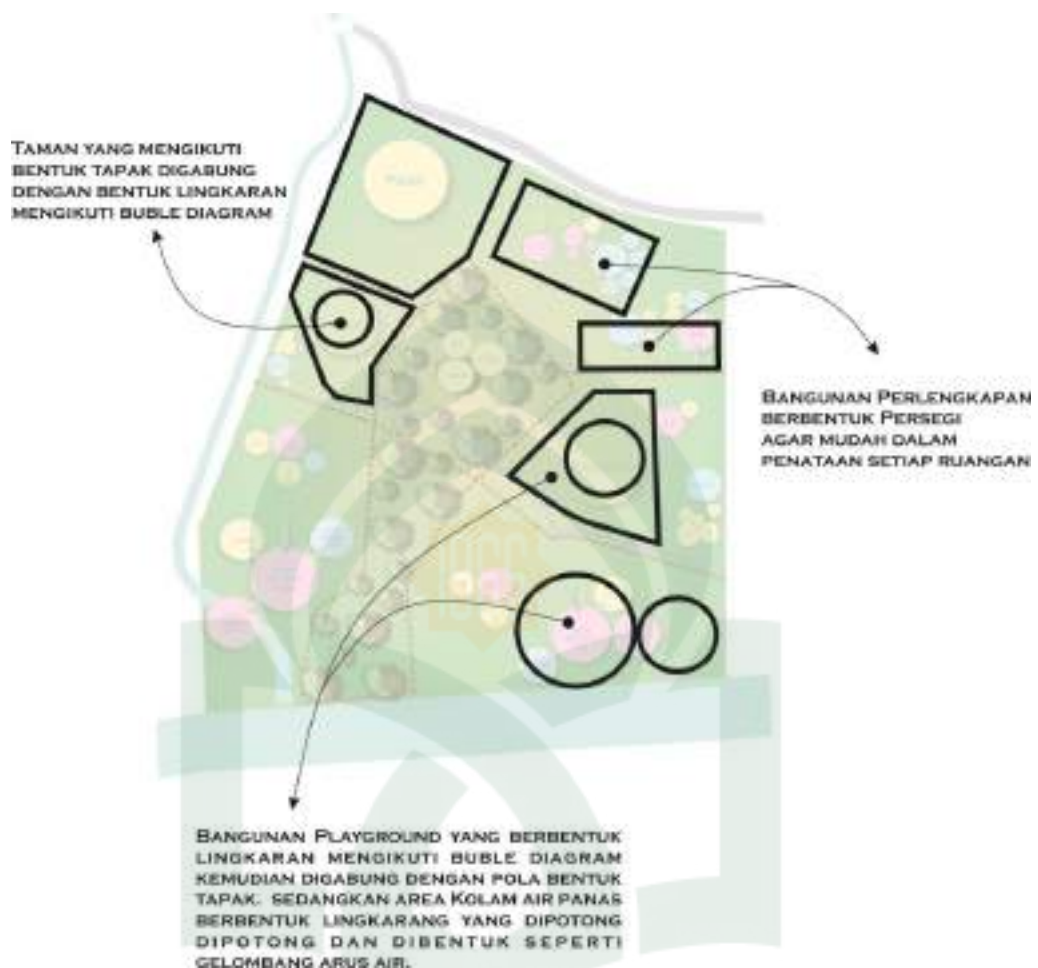 TAMAN YANG MENGIKUTI
BENTUK TAPAK DIGABUNG
DENGAN BENTUK LINGKARAN
MENGIKUTI BUBLE DIAGRAM
BANGUNAN PERLENGKAPAN
BERBENTUK PERSEGI
AGAR MUDAH DALAM
PENATAAN SETIAP RUANGAN
BANGUNAN PLAYGROUND YANG BERBENTUK
LINGKARAN MENGIKUTI BUBLE DIAGRAM
KEMUDIAN DIGABUNG DENGAN POLA BENTUK
TAPAK. SEDANGKAN AREA KOLAM AIR PANAS
BERBENTUK LINGKARANG YANG DIPOTONG
DIPOTONG DAN DIBENTUK SEPERTI
GELOMBANG ARUS AIR.